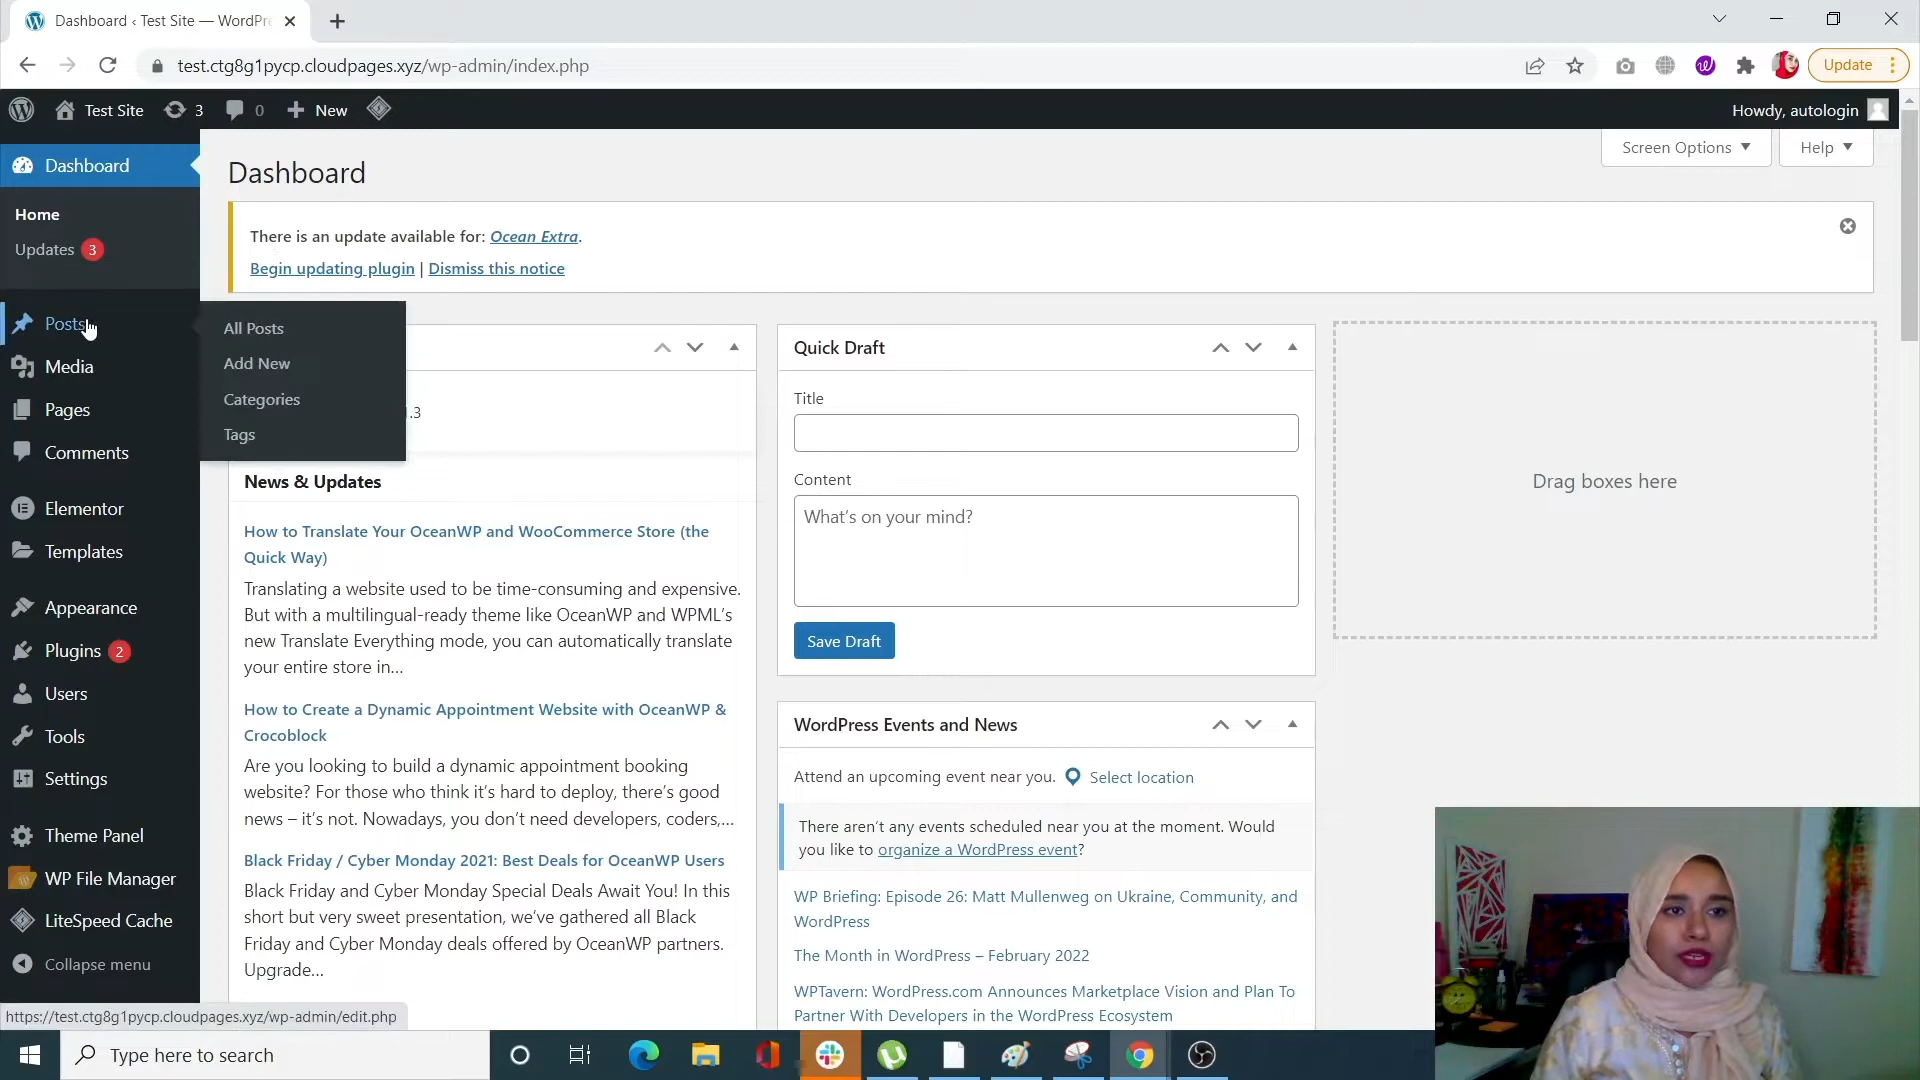 Dashboard ‹ Test Site — WordPre
test.ctg8g1pycp.cloudpages.xyz/wp-admin/index.php
Update
Test Site
3
0
New
Howdy, autologin
Dashboard
Home
Updates 3
Posts
Media
Pages
Comments
Elementor
Templates
Appearance
Plugins 2
Users
Tools
Settings
Theme Panel
WP File Manager
LiteSpeed Cache
Collapse menu
All Posts
Add New
Categories
Tags
Screen Options
Help
Dashboard
There is an update available for: Ocean Extra.
Begin updating plugin | Dismiss this notice
.3
News & Updates
How to Translate Your OceanWP and WooCommerce Store (the
Quick Way)
Translating a website used to be time-consuming and expensive.
But with a multilingual-ready theme like OceanWP and WPML's
new Translate Everything mode, you can automatically translate
your entire store in...
How to Create a Dynamic Appointment Website with OceanWP &
Crocoblock
Are you looking to build a dynamic appointment booking
website? For those who think it's hard to deploy, there's good
news – it's not. Nowadays, you don't need developers, coders,...
Black Friday / Cyber Monday 2021: Best Deals for OceanWP Users
Black Friday and Cyber Monday Special Deals Await You! In this
short but very sweet presentation, we've gathered all Black
Friday and Cyber Monday deals offered by OceanWP partners.
Upgrade...
Quick Draft
Title
Content
What's on your mind?
Save Draft
WordPress Events and News
Attend an upcoming event near you. Select location
There aren't any events scheduled near you at the moment. Would
you like to organize a WordPress event?
WP Briefing: Episode 26: Matt Mullenweg on Ukraine, Community, and
WordPress
The Month in WordPress – February 2022
WPTavern: WordPress.com Announces Marketplace Vision and Plan To
Partner With Developers in the WordPress Ecosystem
Drag boxes here
https://test.ctg8g1pycp.cloudpages.xyz/wp-admin/edit.php
Type here to search